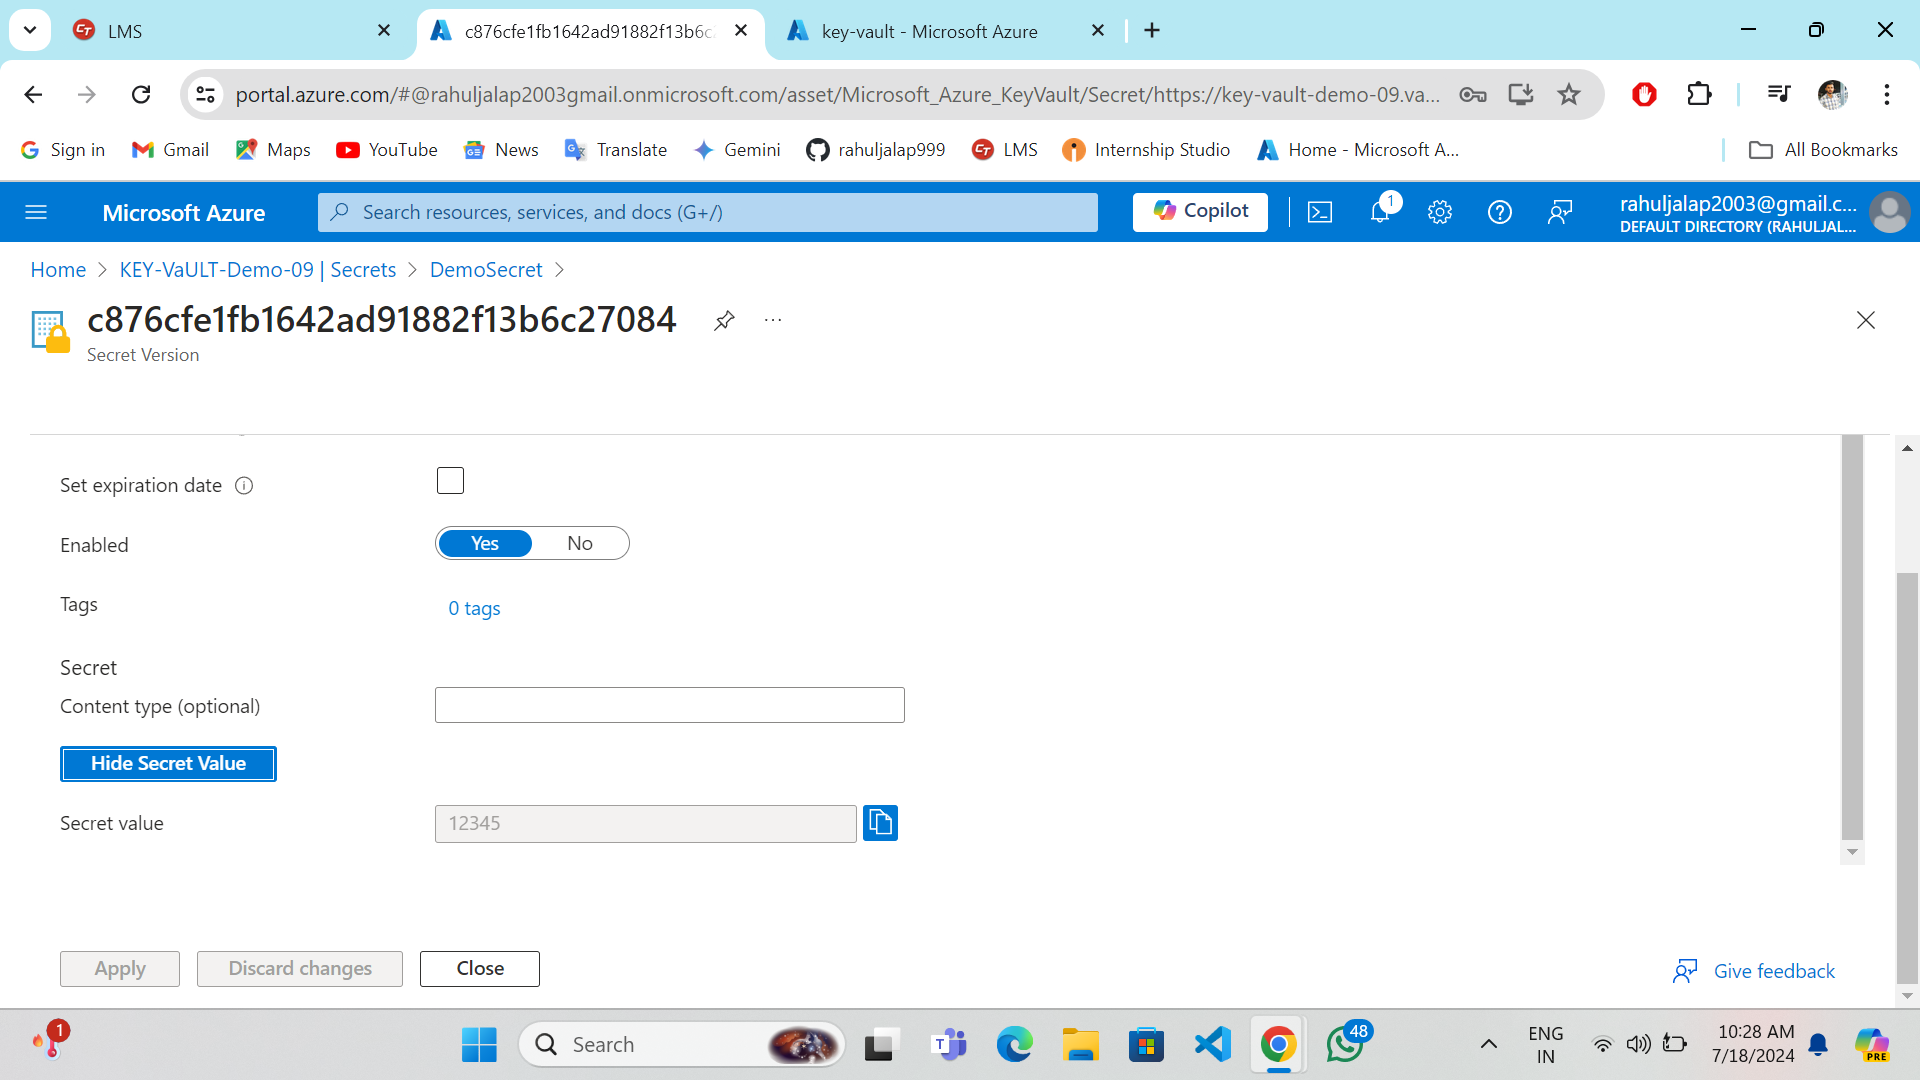 LMS
c876cfe1fb1642ad91882f13b6c2
key-vault - Microsoft Azure
portal.azure.com/#@rahuljalap2003gmail.onmicrosoft.com/asset/Microsoft_Azure_KeyVault/Secret/https://key-vault-demo-09.va...
Sign in Gmail Maps YouTube News Translate Gemini rahuljalap999 LMS Internship Studio Home - Microsoft A... All Bookmarks
Microsoft Azure
Search resources, services, and docs (G+/)
Copilot
1
rahuljalap2003@gmail.c...
DEFAULT DIRECTORY (RAHULJAL...
Home > KEY-VaULT-Demo-09 | Secrets > DemoSecret >
c876cfe1fb1642ad91882f13b6c27084
...
Secret Version
Set expiration date
Enabled Yes No
Tags 0 tags
Secret
Content type (optional)
Hide Secret Value
Secret value 12345
Apply Discard changes Close
Give feedback
1
Search
48
ENG
IN
10:28 AM
7/18/2024
PRE